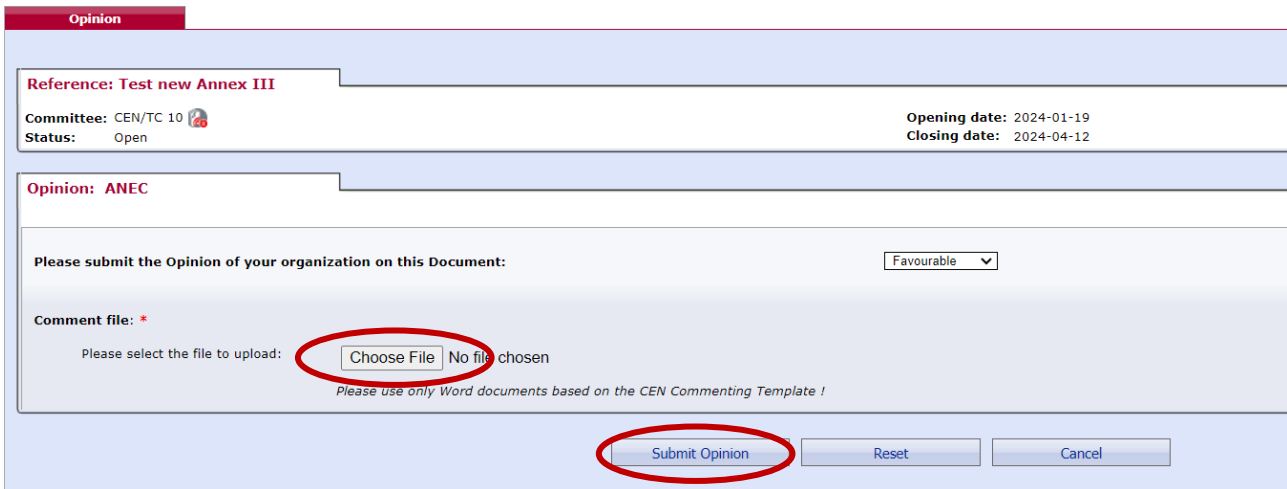 Opinion
Reference: Test new Annex III
Committee: CEN/TC 10
Opening date: 2024-01-19
Status: Open
Closing date: 2024-04-12
Opinion: ANEC
Please submit the Opinion of your organization on this Document:
Favourable
Comment file: *
Please select the file to upload:
Choose File No file chosen
Please use only Word documents based on the CEN Commenting Template !
Submit Opinion
Reset
Cancel